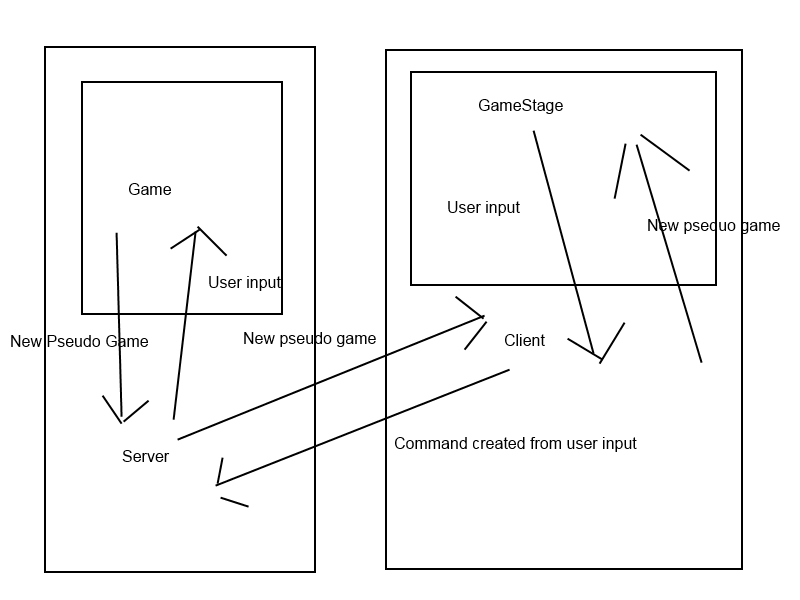 GameStage
Game
User input
New psequo game
User input
New Pseudo Game
New pseudo game
Client
Command created from user input
Server